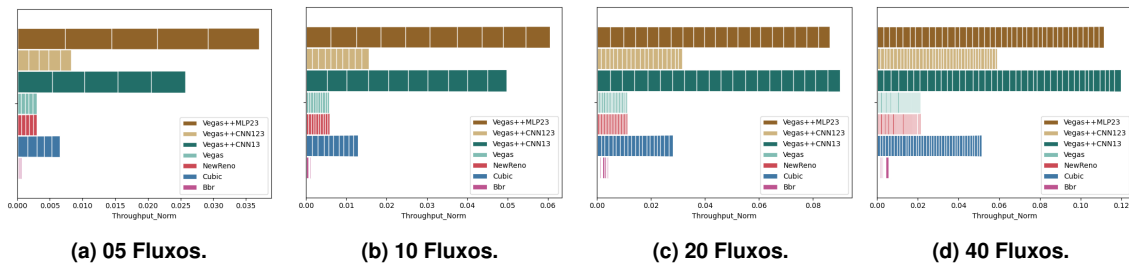 Vegas++MLP23
Vegas++CNN123
Vegas++CNN13
Vegas
NewReno
Cubic
Bbr
0.000 0.005 0.010 0.015 0.020 0.025 0.030 0.035
Throughput_Norm
(a) 05 Fluxos.
Vegas++MLP23
Vegas++CNN123
Vegas++CNN13
Vegas
NewReno
Cubic
Bbr
0.00 0.01 0.02 0.03 0.04 0.05 0.06
Throughput_Norm
(b) 10 Fluxos.
Vegas++MLP23
Vegas++CNN123
Vegas++CNN13
Vegas
NewReno
Cubic
Bbr
0.00 0.02 0.04 0.06 0.08
Throughput_Norm
(c) 20 Fluxos.
Vegas++MLP23
Vegas++CNN123
Vegas++CNN13
Vegas
NewReno
Cubic
Bbr
0.00 0.02 0.04 0.06 0.08 0.10 0.120
Throughput_Norm
(d) 40 Fluxos.